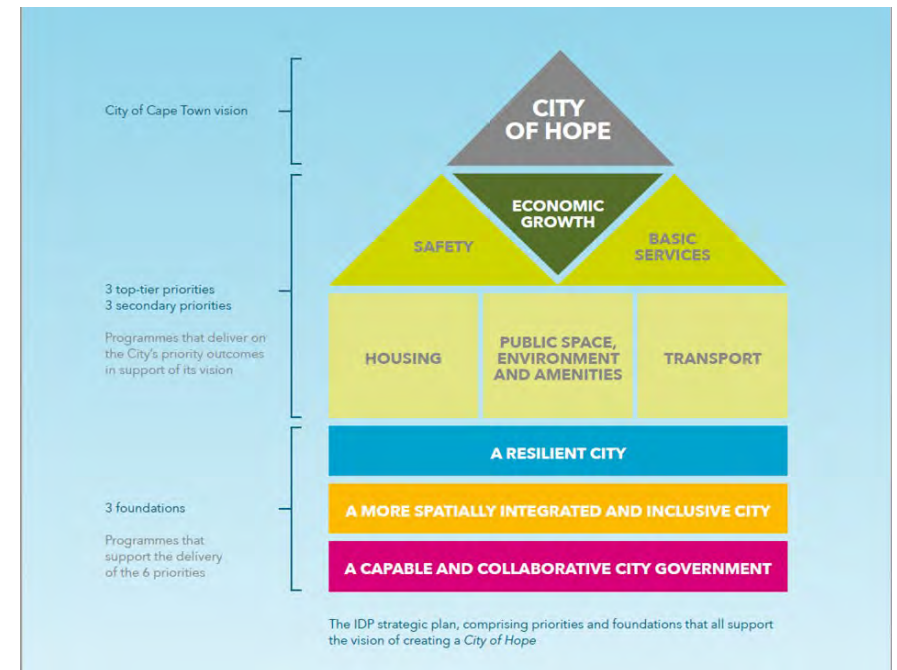 City of Cape Town vision
CITY
OF HOPE
3 top-tier priorities
3 secondary priorities
Programmes that deliver on
the City's priority outcomes
in support of its vision
ECONOMIC
GROWTH
SAFETY
BASIC
SERVICES
HOUSING
PUBLIC SPACE,
ENVIRONMENT
AND AMENITIES
TRANSPORT
3 foundations
Programmes that
support the delivery
of the 6 priorities
A RESILIENT CITY
A MORE SPATIALLY INTEGRATED AND INCLUSIVE CITY
A CAPABLE AND COLLABORATIVE CITY GOVERNMENT
The IDP strategic plan, comprising priorities and foundations that all support
the vision of creating a City of Hope